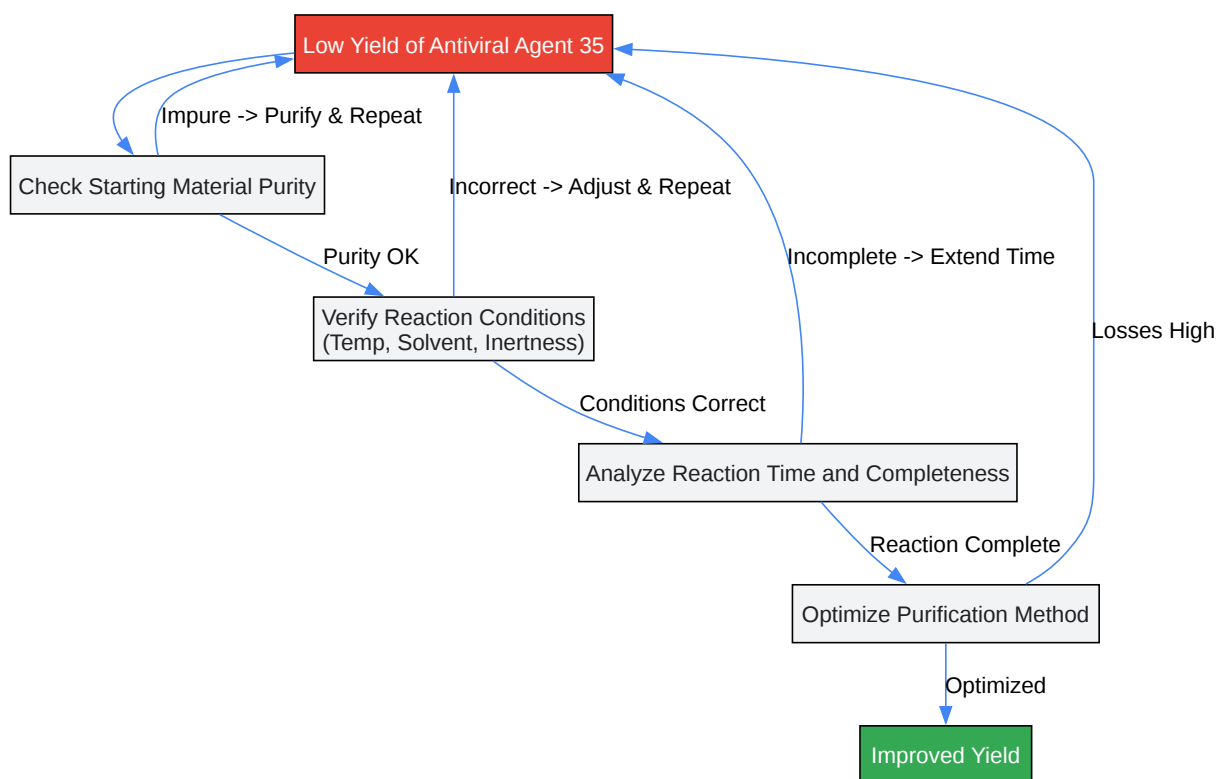 Low Yield of Antiviral Agent 35
Impure -> Purify & Repeat
Check Starting Material Purity
Incorrect -> Adjust & Repeat
Purity OK
Incomplete -> Extend Time
Verify Reaction Conditions
(Temp, Solvent, Inertness)
Losses High
Conditions Correct
Analyze Reaction Time and Completeness
Reaction Complete
Optimize Purification Method
Optimized
Improved Yield